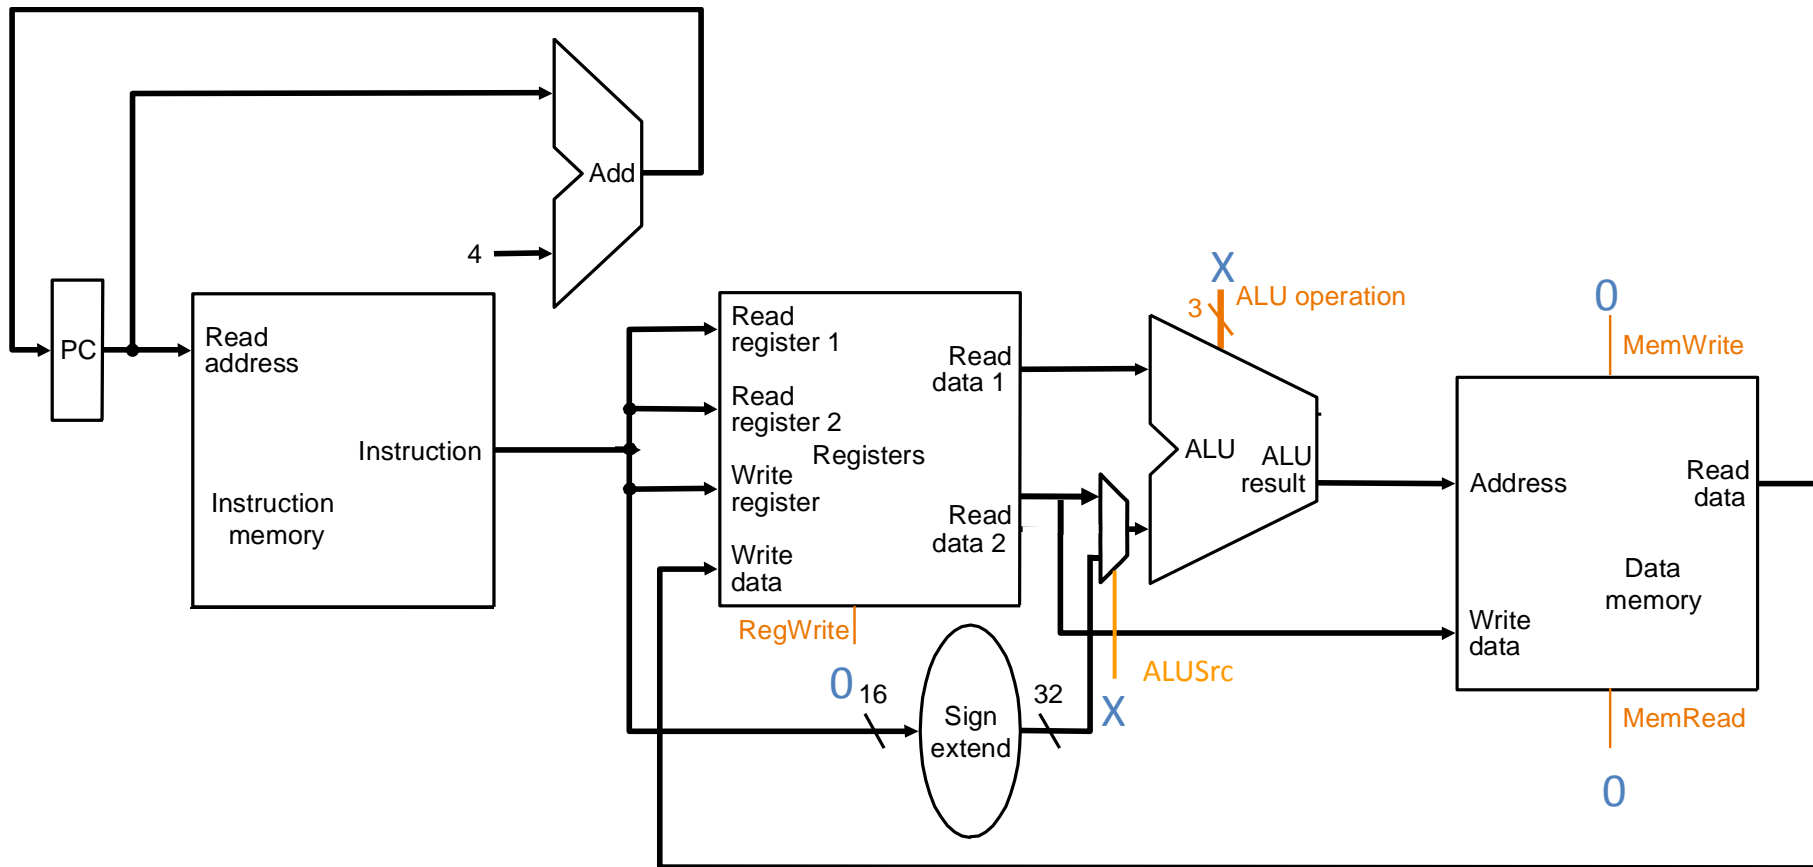 Add
4
PC
Read
address
Instruction
Instruction
memory
Read
register 1
Read
register 2
Registers
Write
register
Write
data
Read
data 1
Read
data 2
RegWrite
0
16
Sign
extend
32
X
3
ALU operation
ALU
ALU
result
ALUSrc
X
0
MemWrite
Address
Read
data
Data
memory
Write
data
MemRead
0